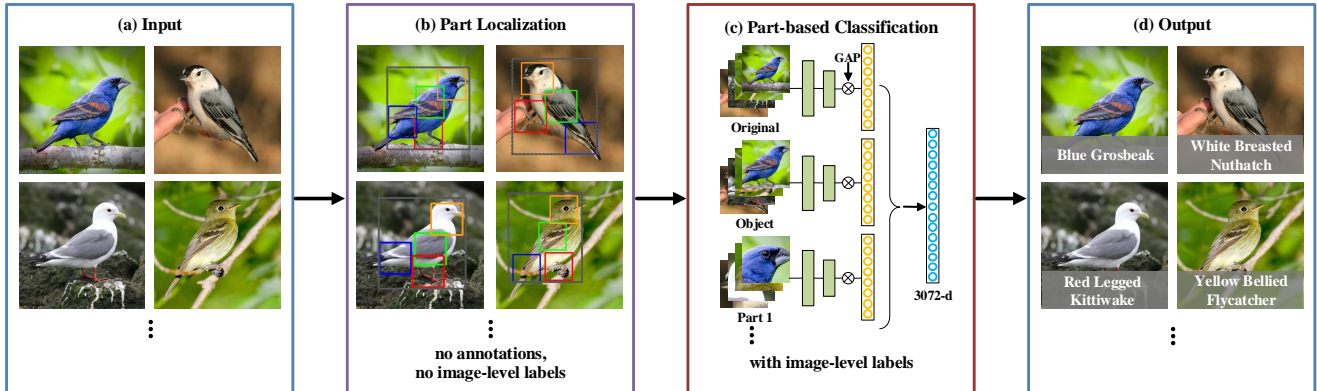 (a) Input
(b) Part Localization
no annotations,
no image-level labels
(c) Part-based Classification
GAP
Original
Object
Part 1
3072-d
with image-level labels
(d) Output
Blue Grosbeak
White Breasted
Nuthatch
Red Legged
Kittiwake
Yellow Bellied
Flycatcher